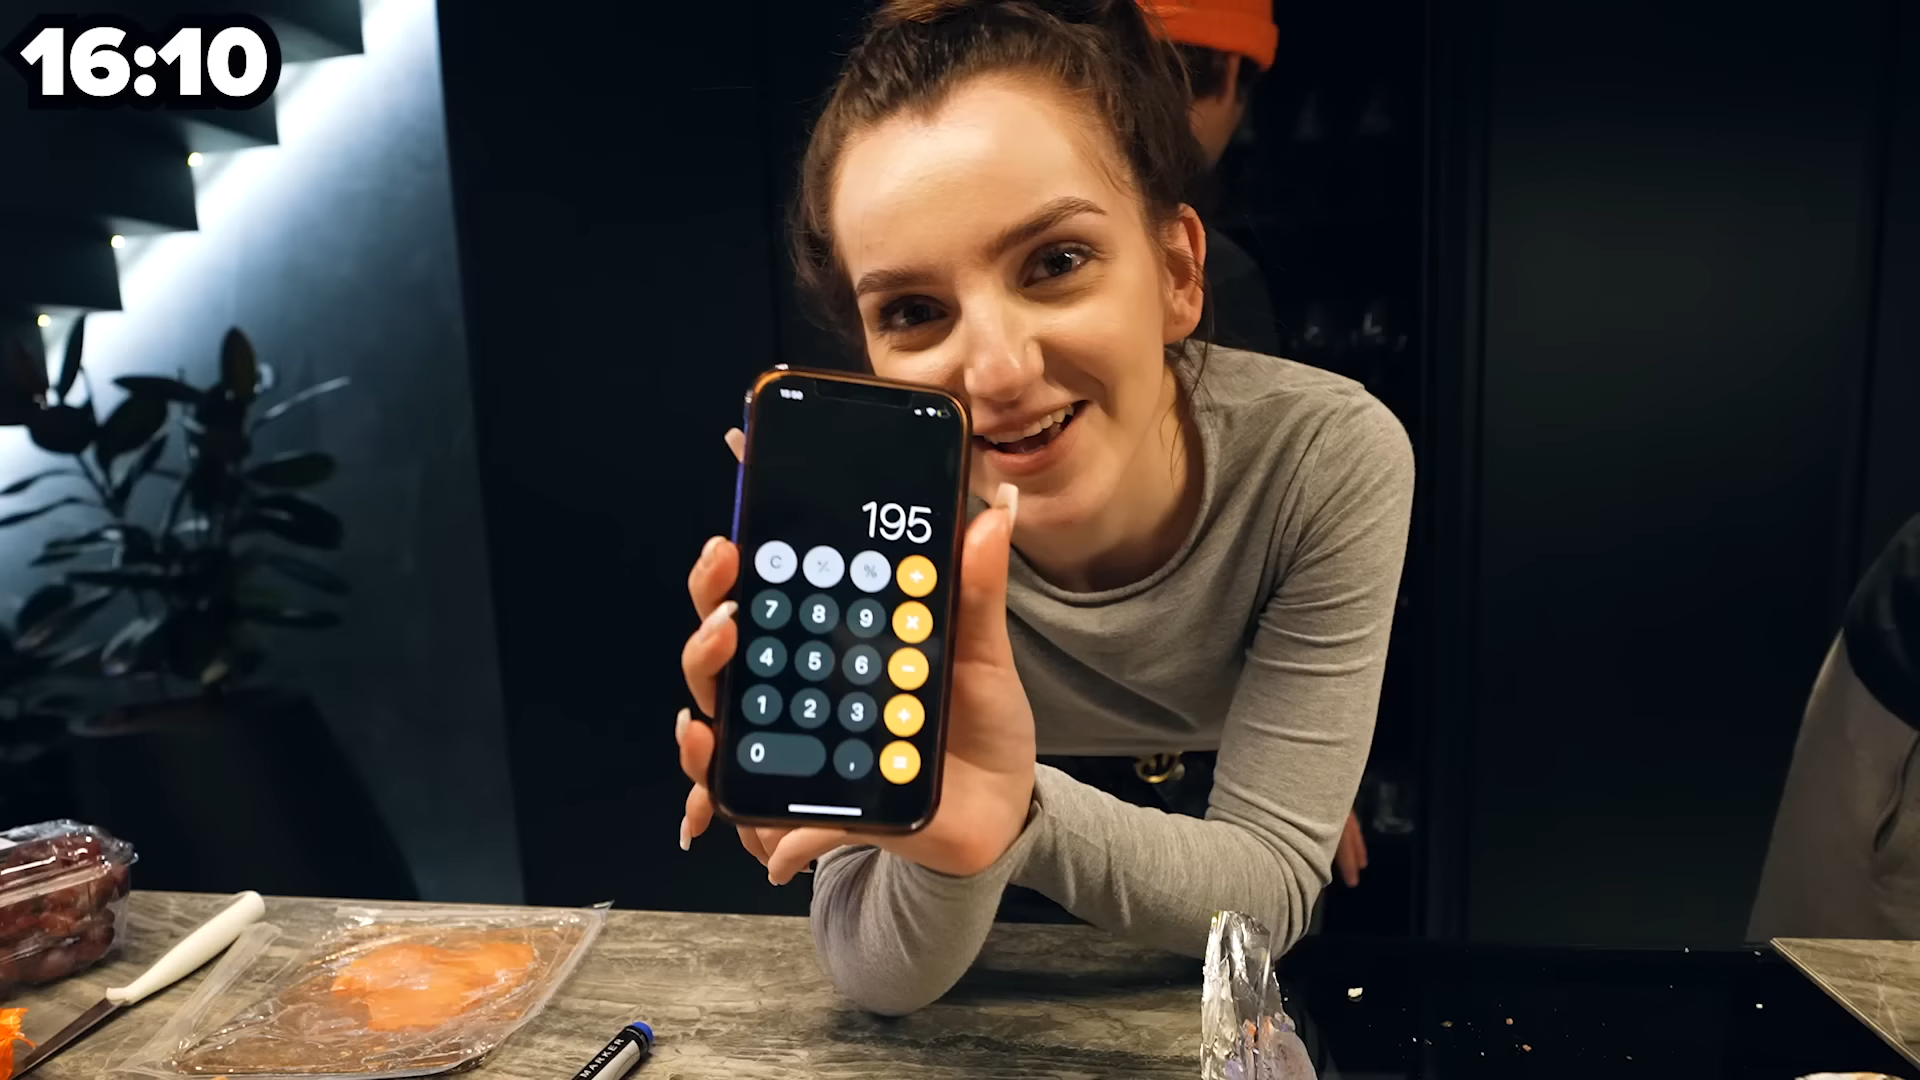 16:10
195
C % +
7 8 9 ×
4 5 6 −
1 2 3 +
0 , =
MARKER